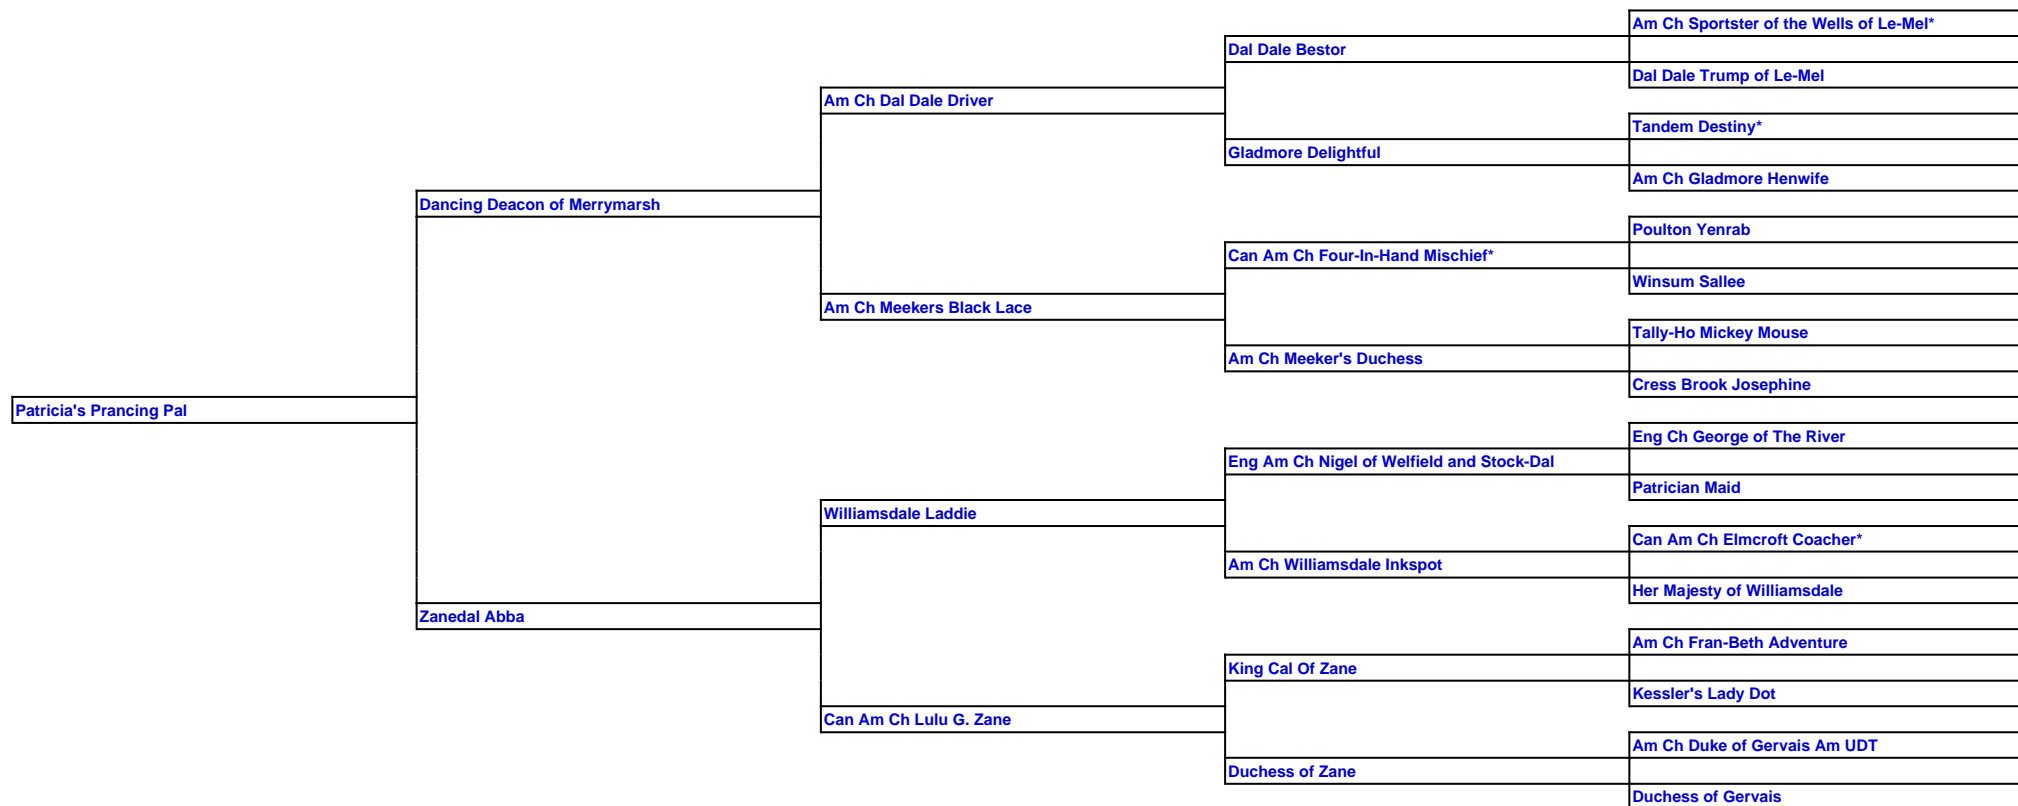 Am Ch Sportster of the Wells of Le-Mel*
Dal Dale Bestor
Dal Dale Trump of Le-Mel
Am Ch Dal Dale Driver
Tandem Destiny*
Gladmore Delightful
Am Ch Gladmore Henwife
Dancing Deacon of Merrymarsh
Poulton Yenrab
Can Am Ch Four-In-Hand Mischief*
Winsum Sallee
Am Ch Meekers Black Lace
Tally-Ho Mickey Mouse
Am Ch Meeker's Duchess
Cress Brook Josephine
Patricia's Prancing Pal
Eng Ch George of The River
Eng Am Ch Nigel of Welfield and Stock-Dal
Patrician Maid
Williamsdale Laddie
Can Am Ch Elmcroft Coacher*
Am Ch Williamsdale Inkspot
Her Majesty of Williamsdale
Zanedal Abba
Am Ch Fran-Beth Adventure
King Cal Of Zane
Kessler's Lady Dot
Can Am Ch Lulu G. Zane
Am Ch Duke of Gervais Am UDT
Duchess of Zane
Duchess of Gervais